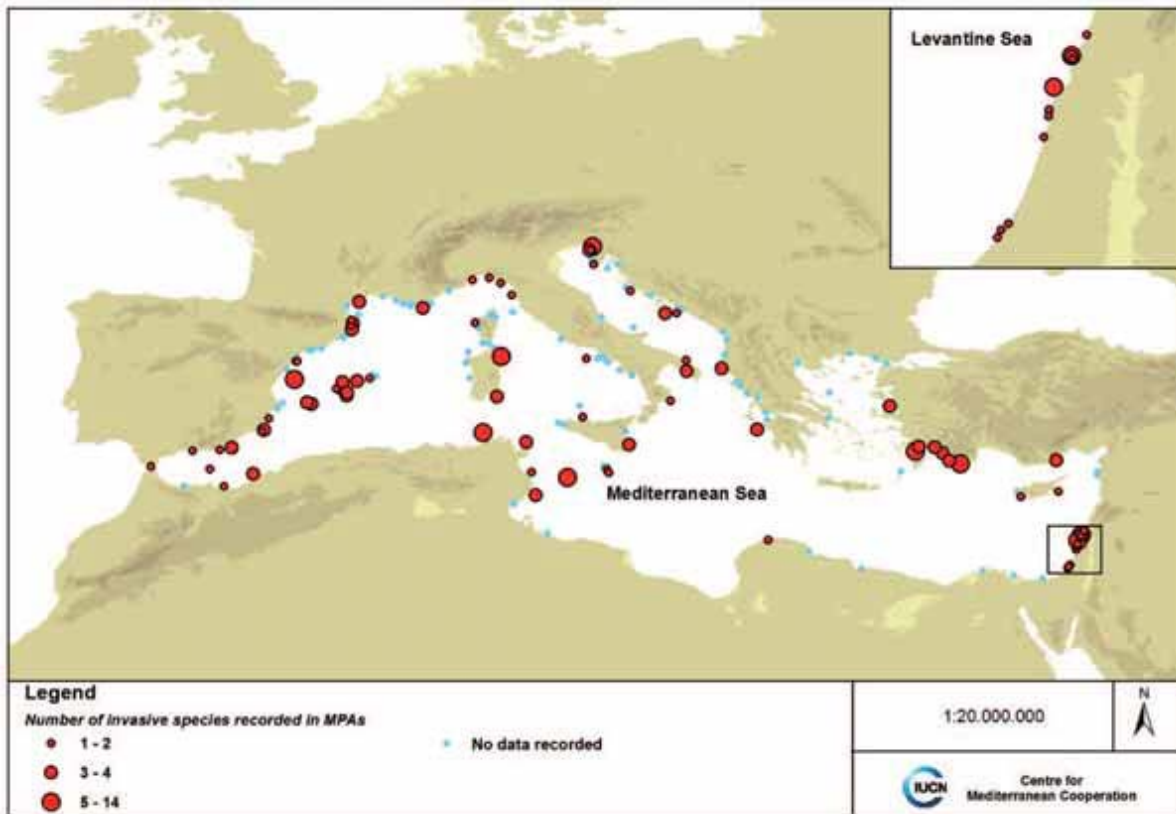 Levantine Sea
Mediterranean Sea
Legend
Number of invasive species recorded in MPAs
1 - 2
No data recorded
3 - 4
5 - 14
1:20.000.000
N
IUCN
Centre for
Mediterranean Cooperation